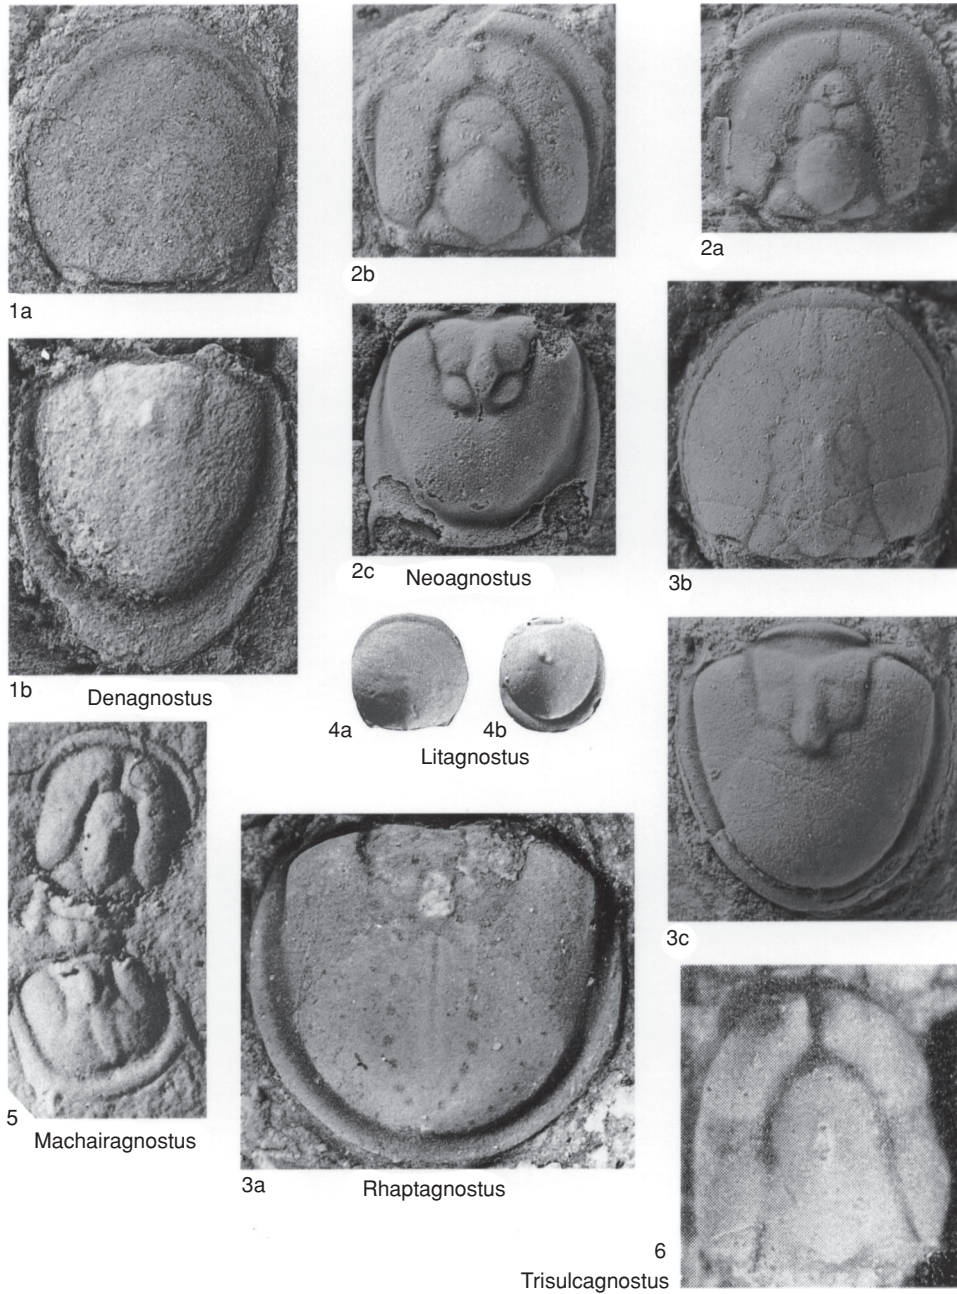 1a
2b
2a
2c
Neoagnostus
3b
1b
Denagnostus
4a
4b
Litagnostus
3c
5
Machairagnostus
3a
Rhaptagnostus
6
Trisulcagnostus